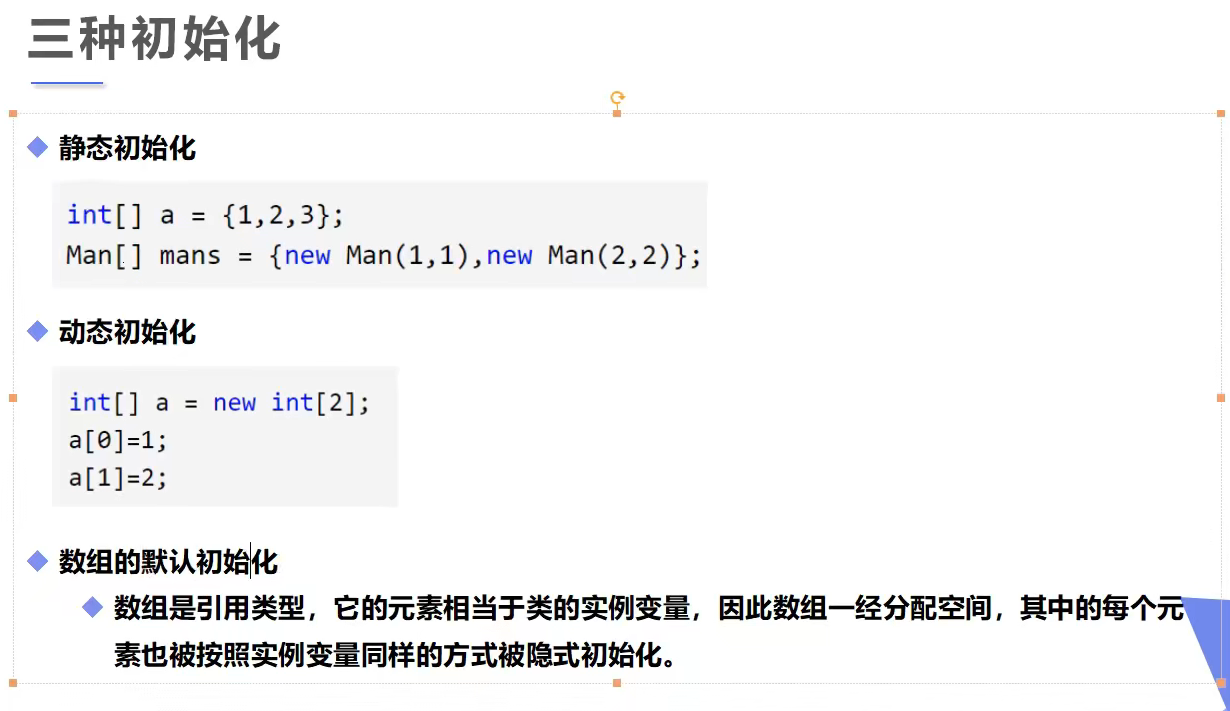 三种初始化
静态初始化
int[] a = {1,2,3};
Man[] mans = {new Man(1,1),new Man(2,2)};
动态初始化
int[] a = new int[2];
a[0]=1;
a[1]=2;
数组的默认初始化
数组是引用类型，它的元素相当于类的实例变量，因此数组一经分配空间，其中的每个元
素也被按照实例变量同样的方式被隐式初始化。